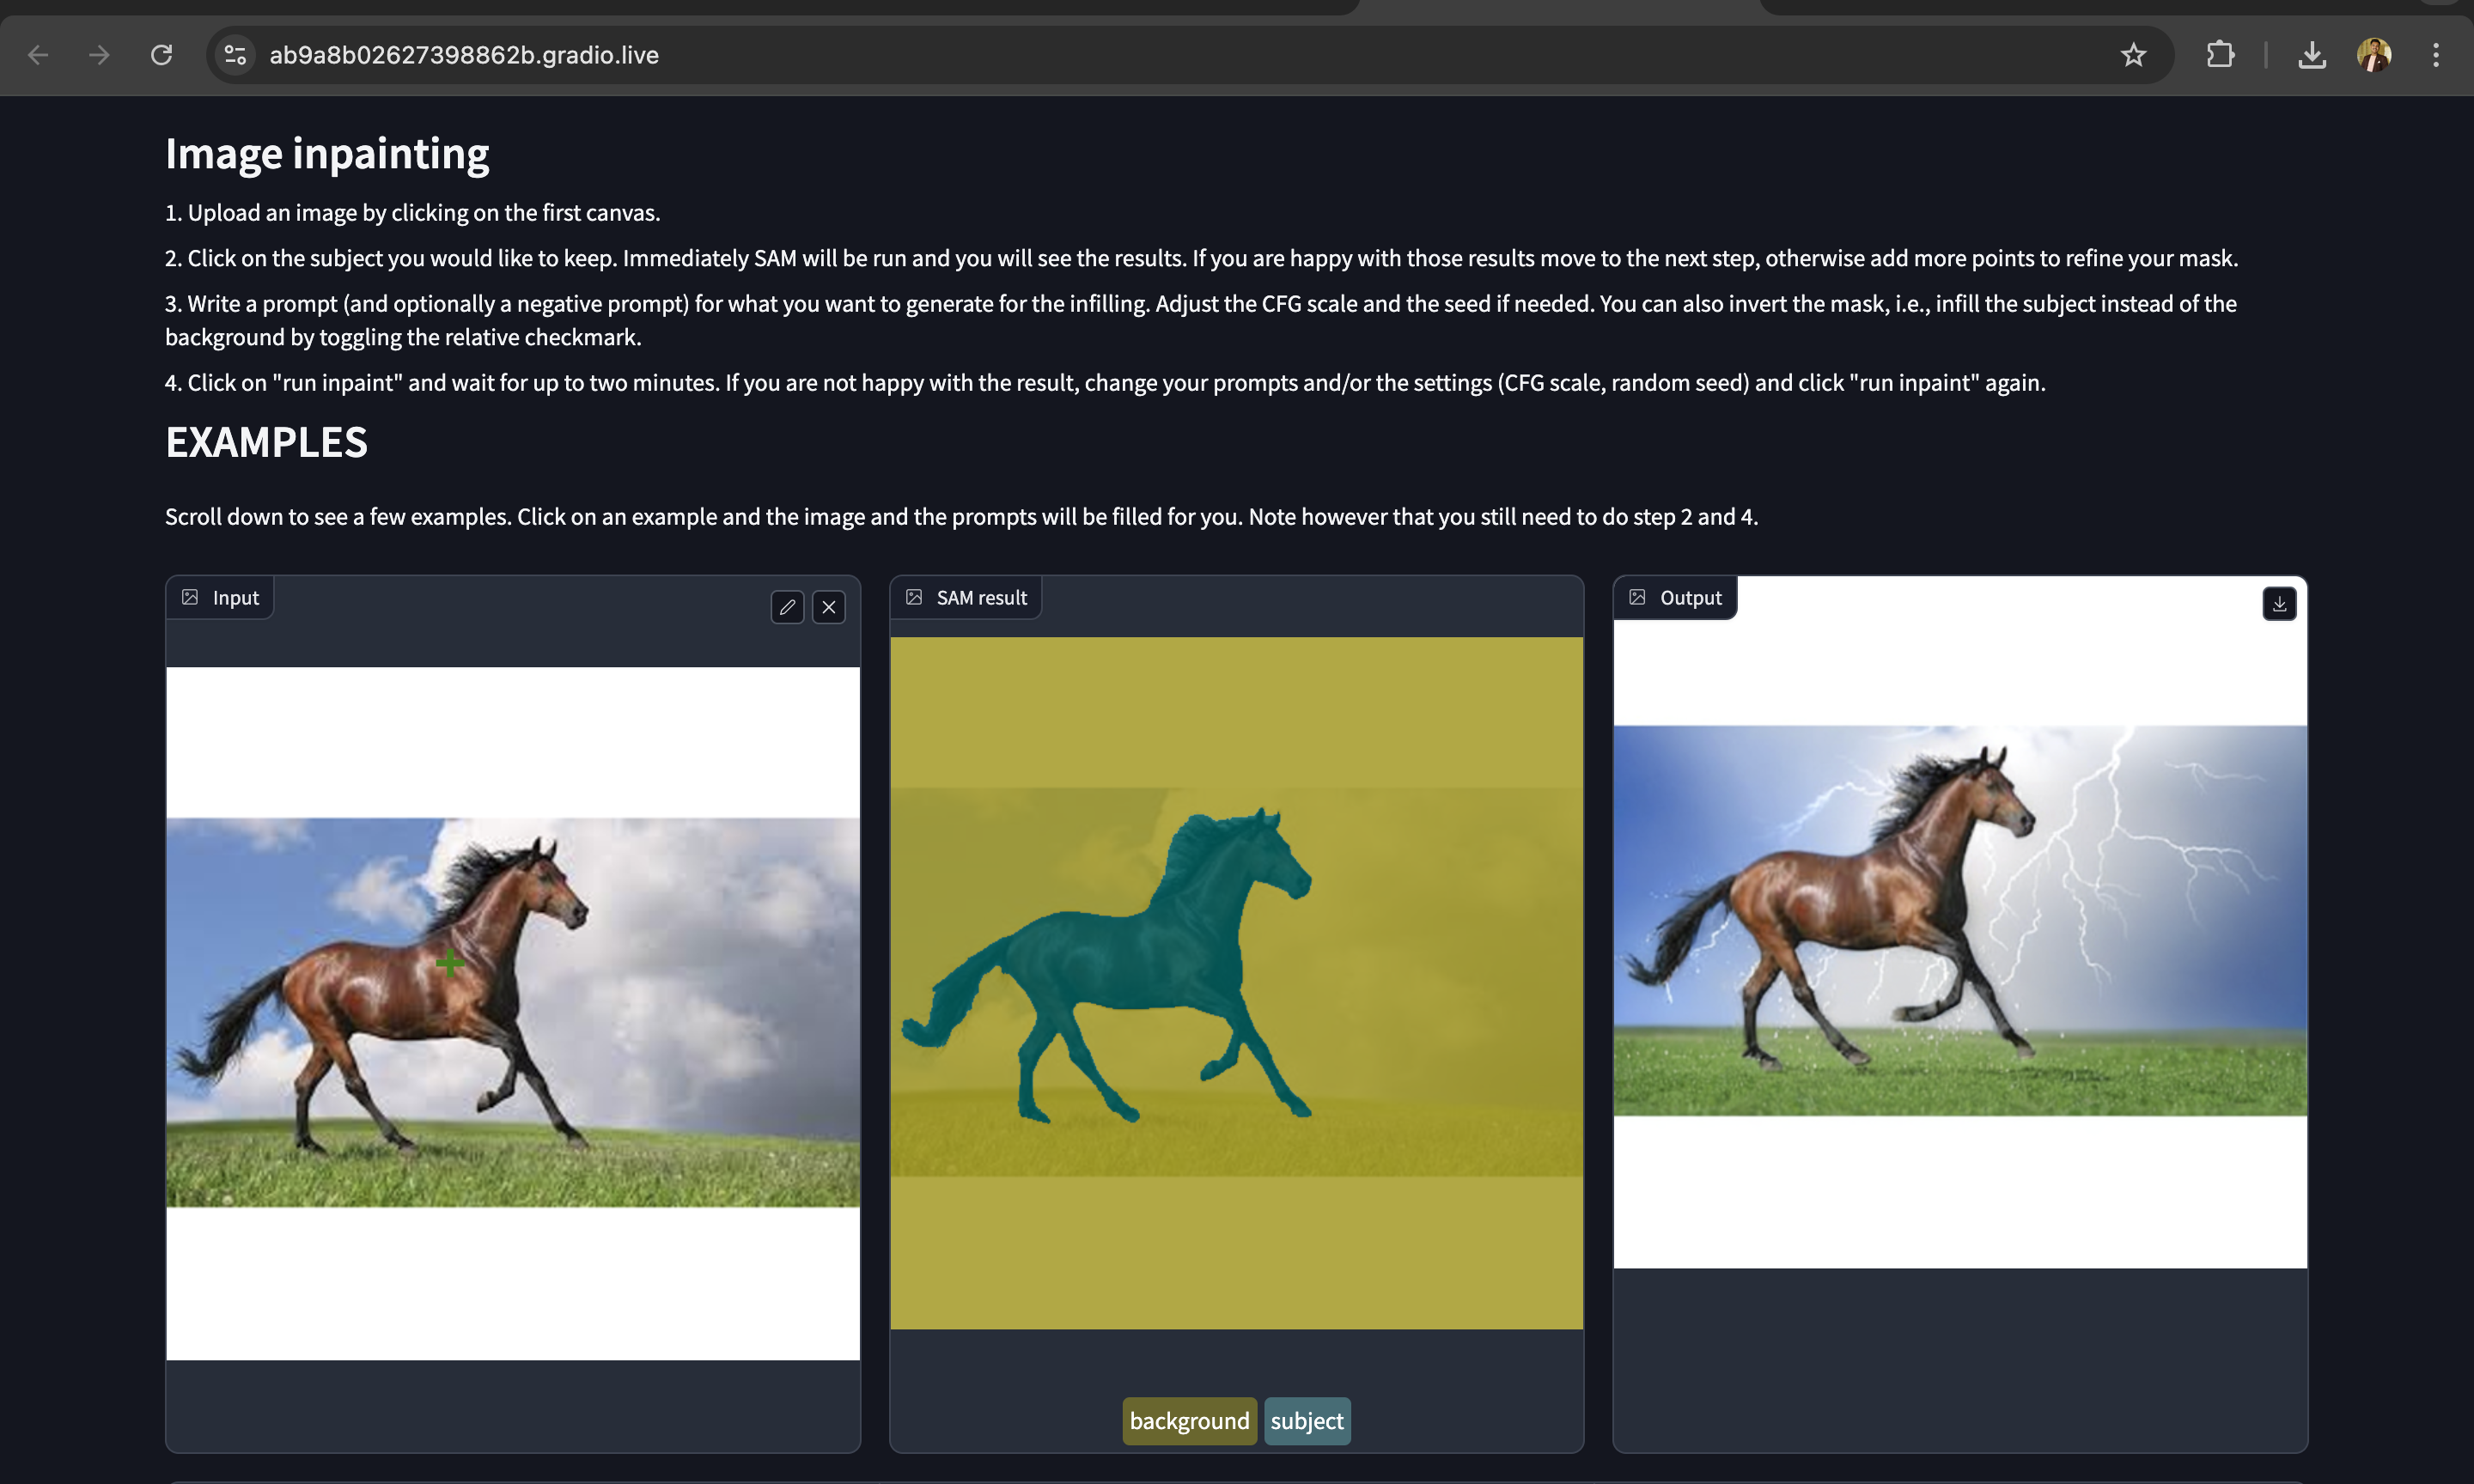 ab9a8b02627398862b.gradio.live
Image inpainting
1. Upload an image by clicking on the first canvas.
2. Click on the subject you would like to keep. Immediately SAM will be run and you will see the results. If you are happy with those results move to the next step, otherwise add more points to refine your mask.
3. Write a prompt (and optionally a negative prompt) for what you want to generate for the infilling. Adjust the CFG scale and the seed if needed. You can also invert the mask, i.e., infill the subject instead of the
background by toggling the relative checkmark.
4. Click on "run inpaint" and wait for up to two minutes. If you are not happy with the result, change your prompts and/or the settings (CFG scale, random seed) and click "run inpaint" again.
EXAMPLES
Scroll down to see a few examples. Click on an example and the image and the prompts will be filled for you. Note however that you still need to do step 2 and 4.
Input
SAM result
Output
background
subject